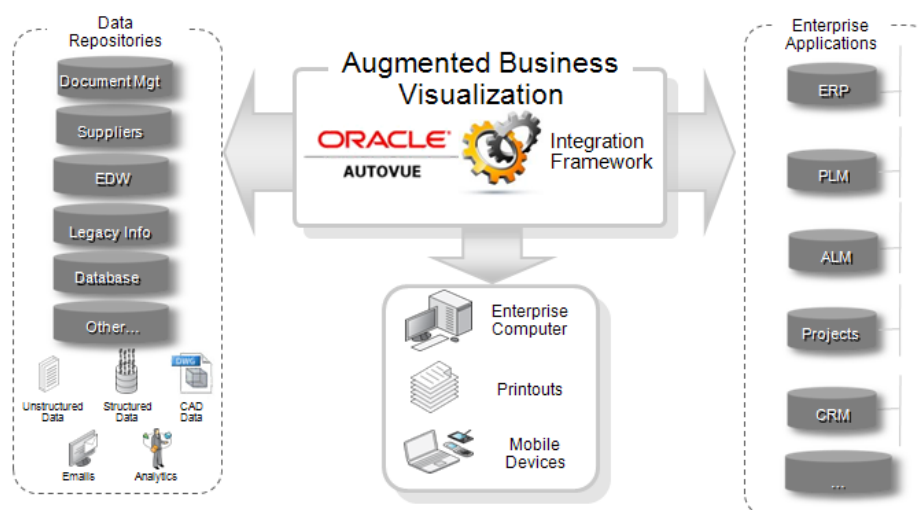 Data
Repositories
Document Mgt
Suppliers
EDW
Legacy Info
Database
Other...
Unstructured
Data
Structured
Data
DWG
CAD
Data
Emails
Analytics
Augmented Business
Visualization
ORACLE
AUTOVUE
Integration
Framework
Enterprise
Computer
Printouts
Mobile
Devices
Enterprise
Applications
ERP
PLM
ALM
Projects
CRM
...